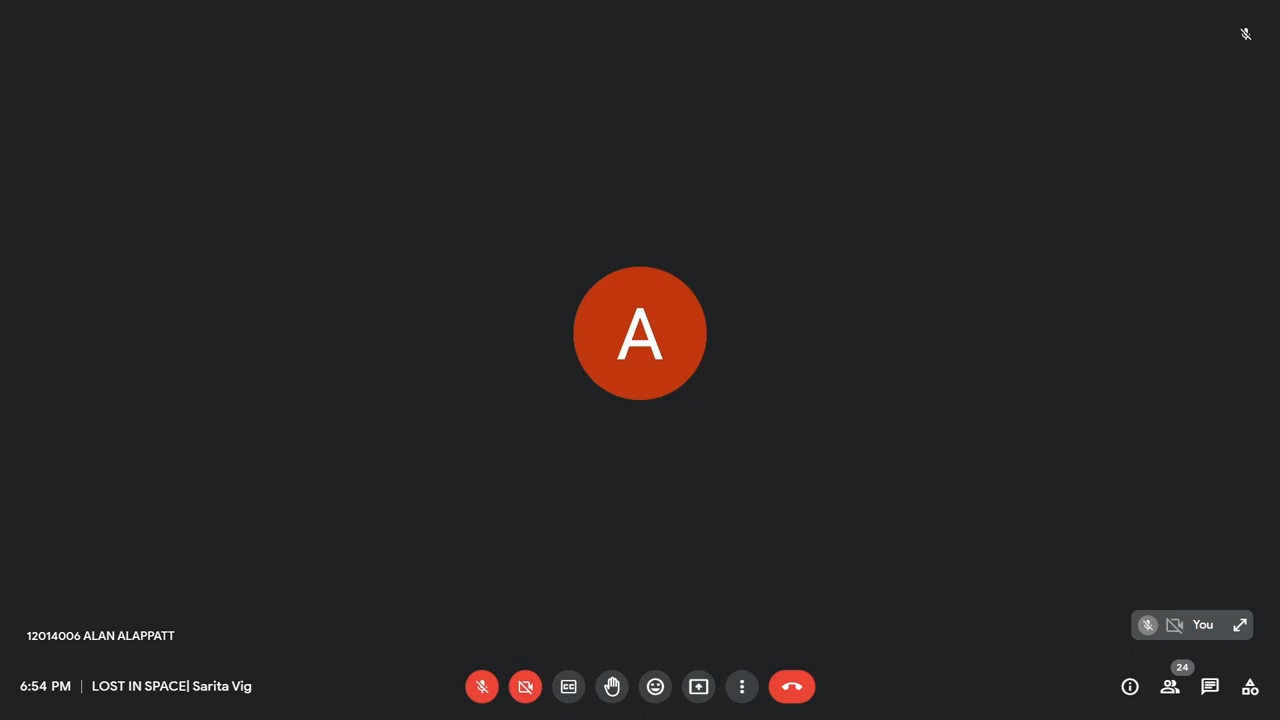 A
12014006 ALAN ALAPPATT
You
24
6:54 PM | LOST IN SPACE| Sarita Vig